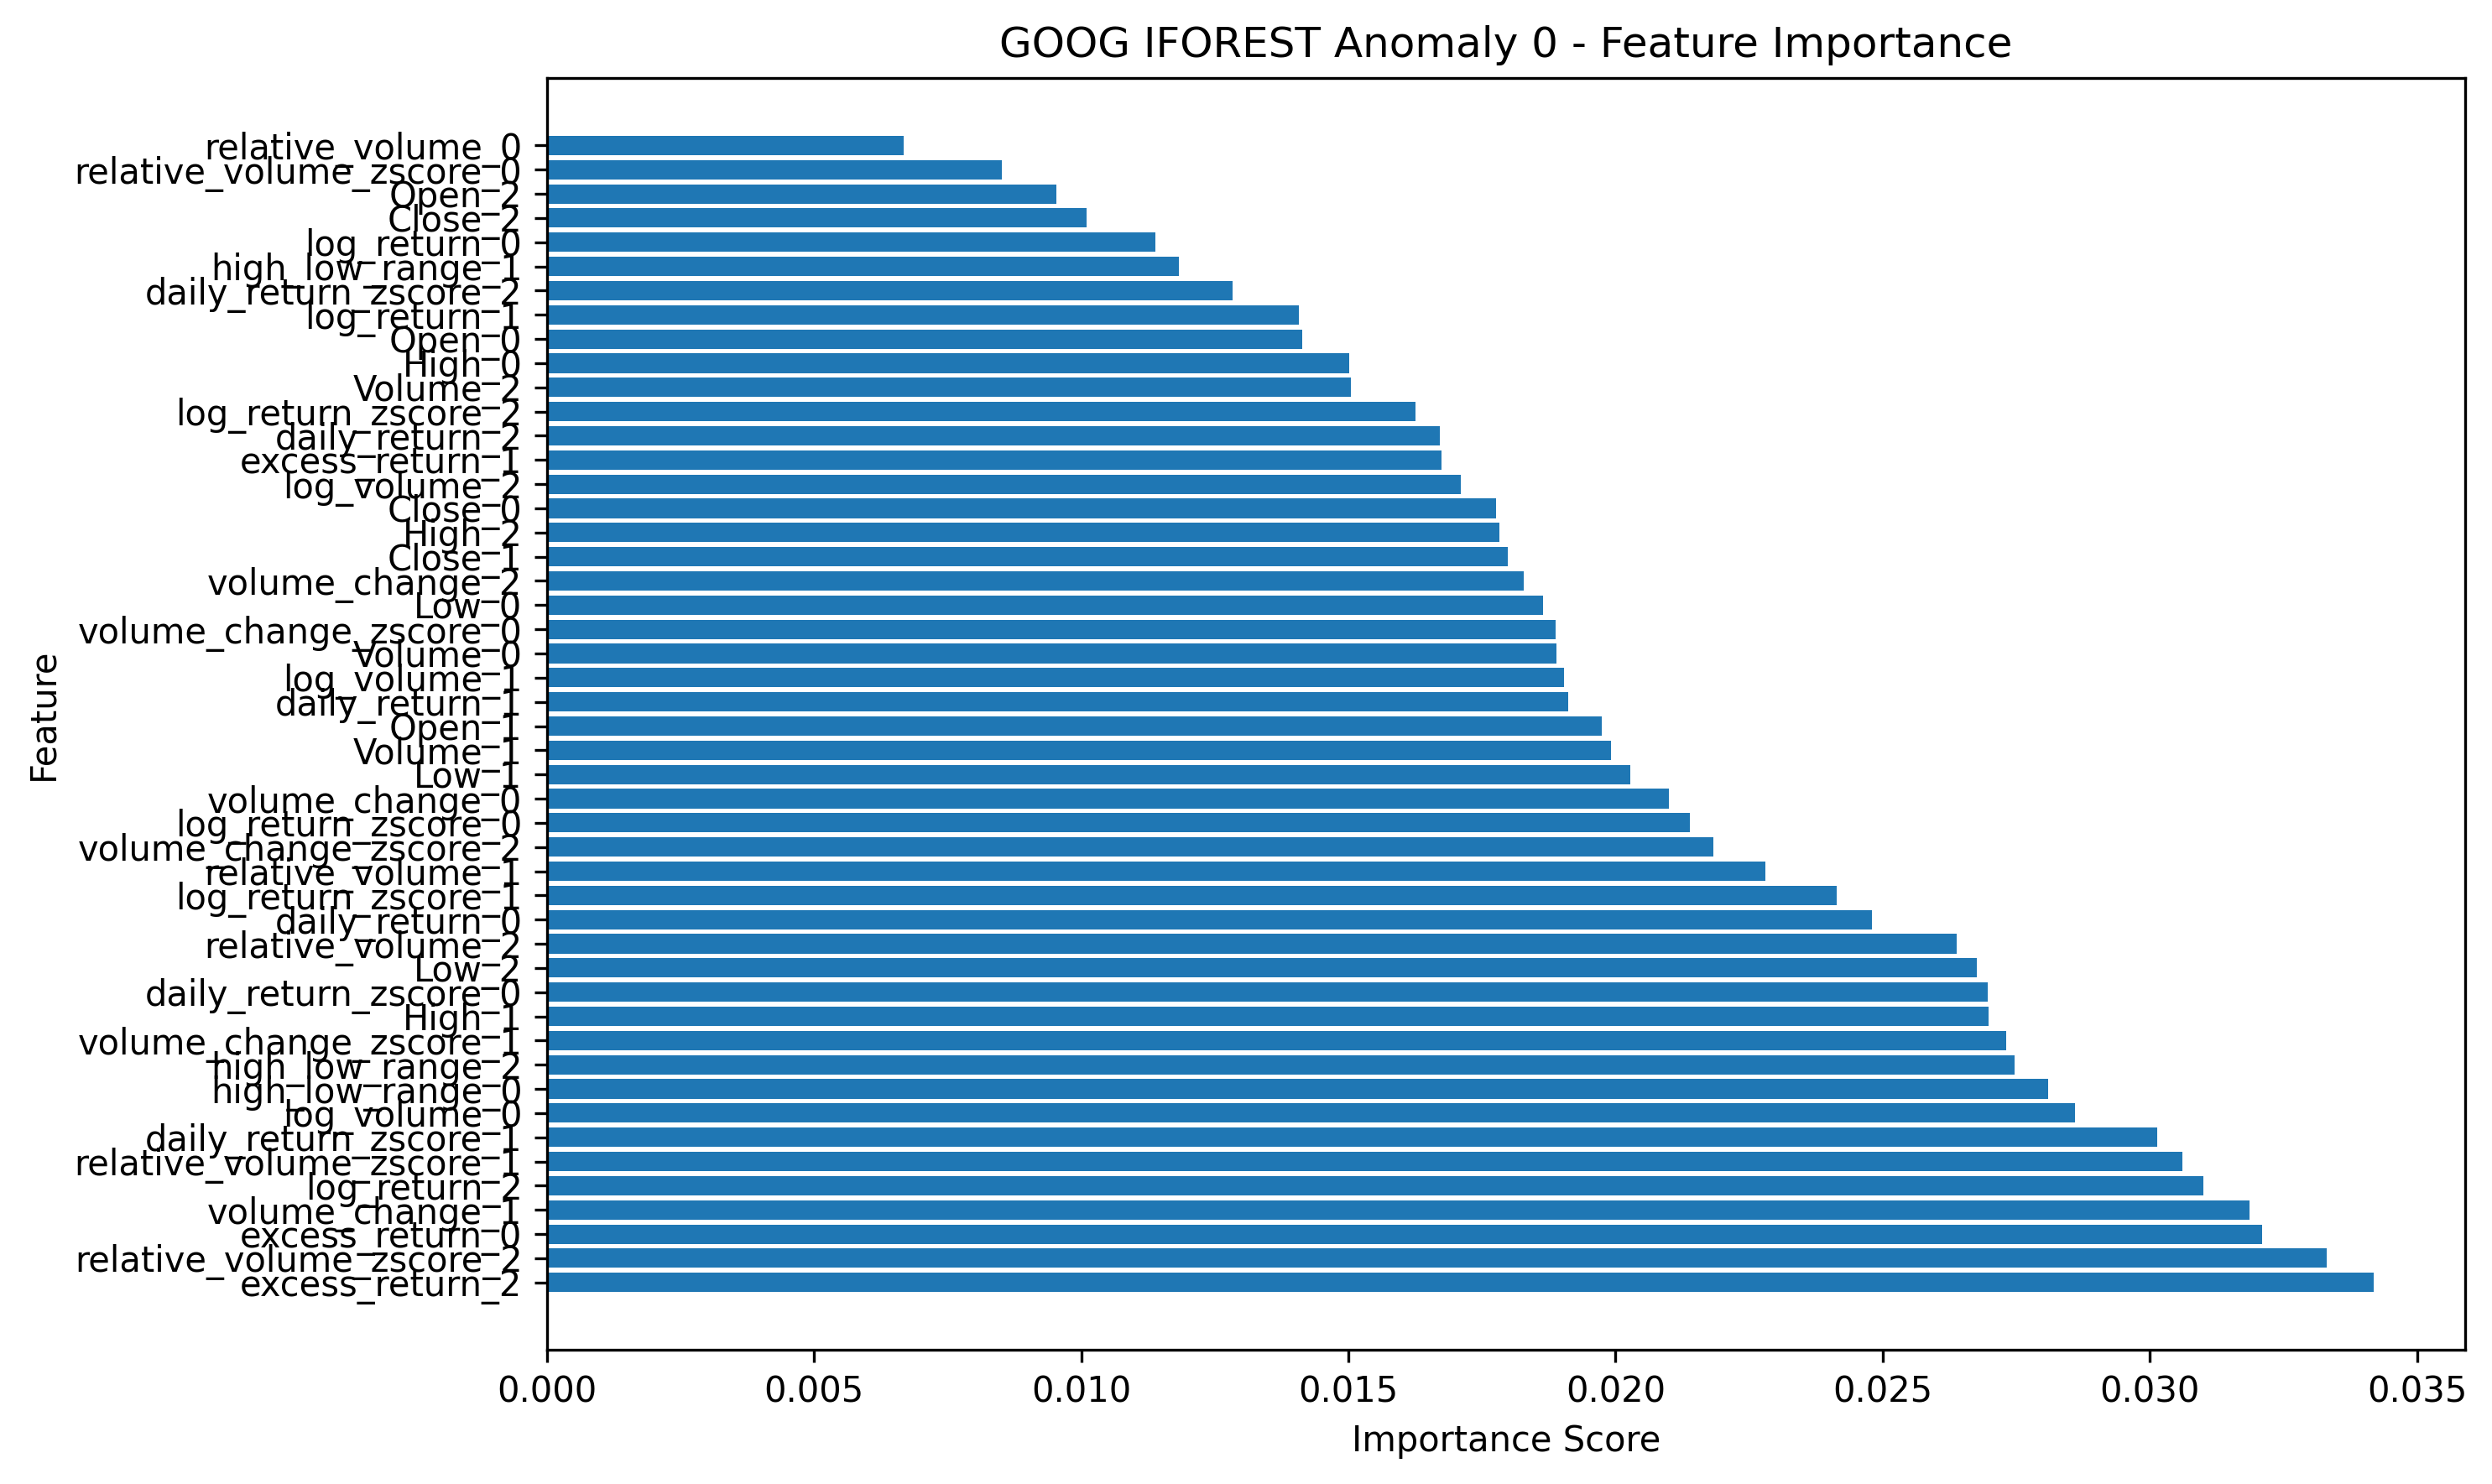 GOOG IFOREST Anomaly 0 - Feature Importance
relative_volume_0
relative_volume_zscore_0
Open_2
Close_2
log_return_0
high_low_range_1
daily_return_zscore_2
log_return_1
Open_0
High_0
Volume_2
log_return_zscore_2
daily_return_2
excess_return_1
log_volume_2
Close_0
High_2
Close_1
volume_change_2
Low_0
volume_change_zscore_0
Volume_0
log_volume_1
daily_return_1
Open_1
Volume_1
Low_1
volume_change_0
log_return_zscore_0
volume_change_zscore_2
relative_volume_1
log_return_zscore_1
daily_return_0
relative_volume_2
Low_2
daily_return_zscore_0
High_1
volume_change_zscore_1
high_low_range_2
high_low_range_0
log_volume_0
daily_return_zscore_1
relative_volume_zscore_1
log_return_2
volume_change_1
excess_return_0
relative_volume_zscore_2
excess_return_2
Feature
0.000 0.005 0.010 0.015 0.020 0.025 0.030 0.035
Importance Score